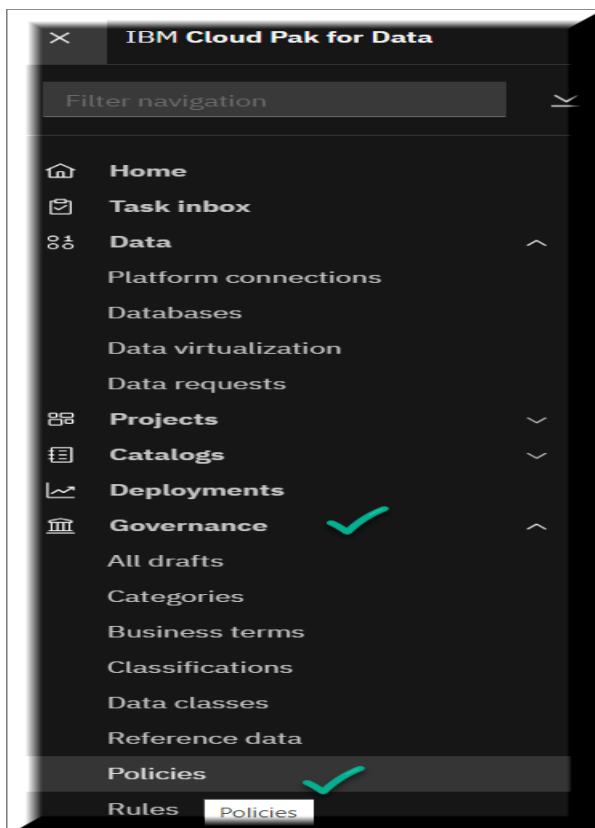 IBM Cloud Pak for Data
Filter navigation
Home
Task inbox
Data
Platform connections
Databases
Data virtualization
Data requests
Projects
Catalogs
Deployments
Governance
All drafts
Categories
Business terms
Classifications
Data classes
Reference data
Policies
Rules
Policies